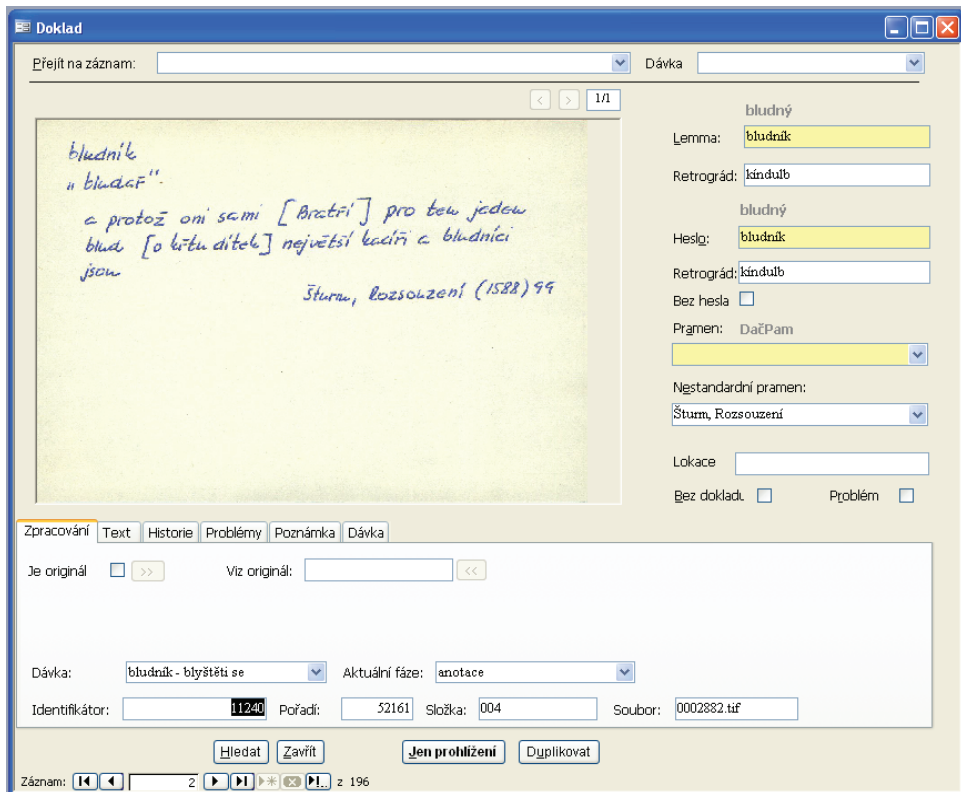 Doklad
Přejít na záznam: Dávka
1/1
bludník
„bludař“.
a protož oni sami [Bratří] pro ten jeden
blud [o křtu dítek] největší kacíři a bludníci
jsou
Šturm, Rozsouzení (1588) 99
bludný
Lemma: bludník
Retrográd: kíndulb
bludný
Heslo: bludník
Retrográd: kíndulb
Bez hesla
Pramen: DačPam
Nestandardní pramen:
Šturm, Rozsouzení
Lokace
Bez dokladu Problém
Zpracování Text Historie Problémy Poznámka Dávka
Je originál >> Viz originál: <<
Dávka: bludník - blyštěti se Aktuální fáze: anotace
Identifikátor: 11240 Pořadí: 52161 Složka: 004 Soubor: 0002882.tif
Hledat Zavřít Jen prohlížení Duplikovat
Záznam: 2 z 196